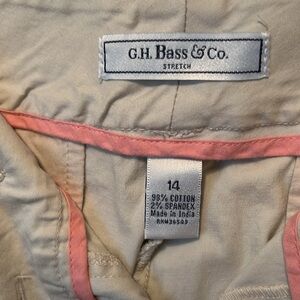 G.H. Bass & Co.
STRETCH
14
98% COTTON
2% SPANDEX
Made in India